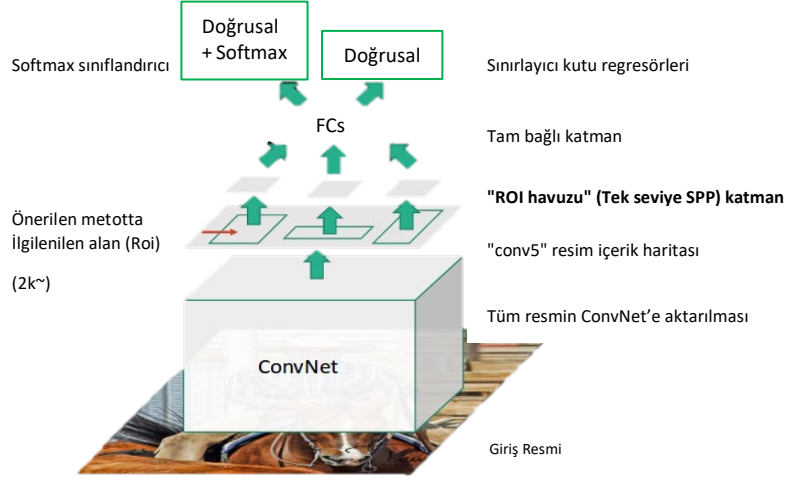 Doğrusal
+ Softmax
Doğrusal
Softmax sınıflandırıcı
Sınırlayıcı kutu regresörleri
FCs
Tam bağlı katman
"ROI havuzu" (Tek seviye SPP) katman
Önerilen metotta
İlgilenilen alan (Roi)
(2k~)
"conv5" resim içerik haritası
Tüm resmin ConvNet’e aktarılması
ConvNet
Giriş Resmi